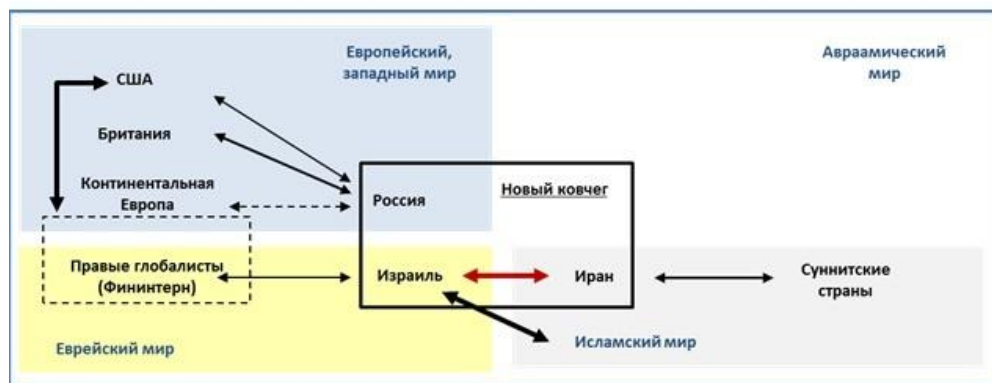 Европейский,
западный мир
Авраамический
мир
США
Британия
Континентальная
Европа
Россия
Новый ковчег
Правые глобалисты
(Фининтерн)
Израиль
Иран
Суннитские
страны
Еврейский мир
Исламский мир